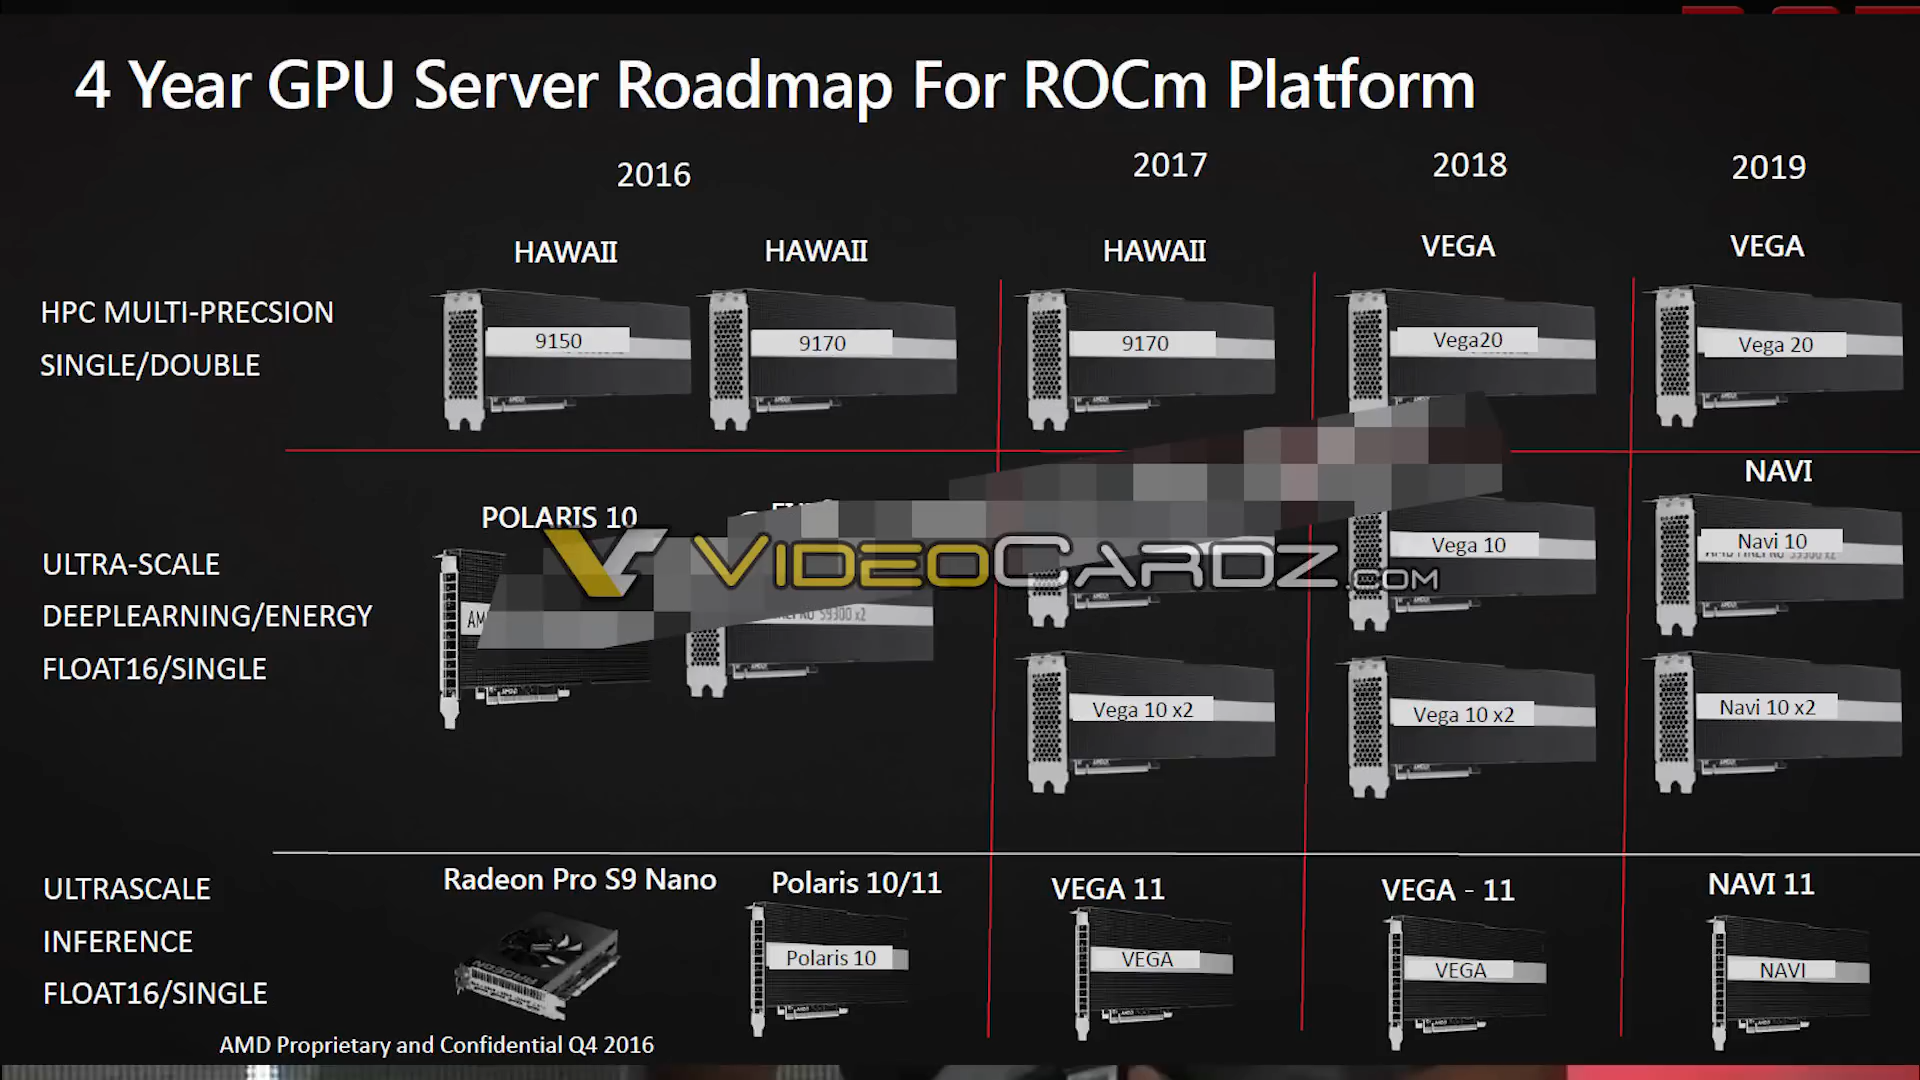 4 Year GPU Server Roadmap For ROCm Platform
2016
2017
2018
2019
HAWAII
HAWAII
HAWAII
VEGA
VEGA
HPC MULTI-PRECSION
SINGLE/DOUBLE
9150
9170
9170
Vega20
Vega 20
POLARIS 10
NAVI
ULTRA-SCALE
DEEPLEARNING/ENERGY
FLOAT16/SINGLE
S9300 x2
Vega 10
Navi 10
VIDEOCARDZ.COM
Vega 10 x2
Vega 10 x2
Navi 10 x2
ULTRASCALE
INFERENCE
FLOAT16/SINGLE
Radeon Pro S9 Nano
Polaris 10/11
VEGA 11
VEGA - 11
NAVI 11
RADEON
Polaris 10
VEGA
VEGA
NAVI
AMD Proprietary and Confidential Q4 2016